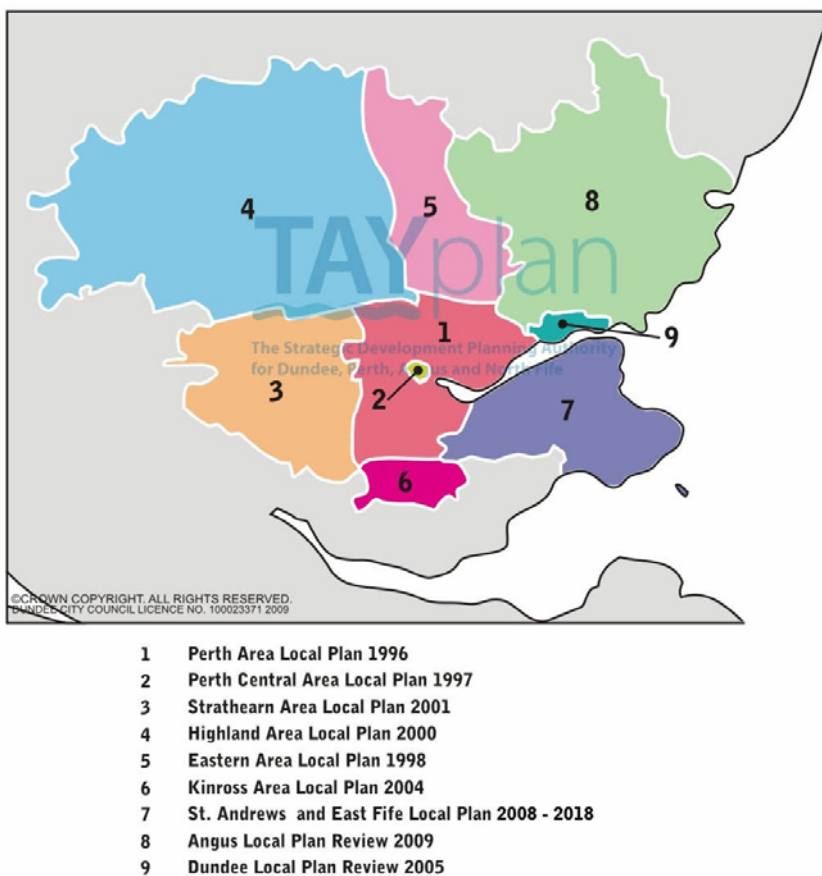 4
5
8
TAYplan
1
9
The Strategic Development Planning Authority
for Dundee, Perth, Angus and North Fife
3
2
7
6
©CROWN COPYRIGHT. ALL RIGHTS RESERVED.
DUNDEE CITY COUNCIL LICENCE NO. 100023371 2009
1 Perth Area Local Plan 1996
2 Perth Central Area Local Plan 1997
3 Strathearn Area Local Plan 2001
4 Highland Area Local Plan 2000
5 Eastern Area Local Plan 1998
6 Kinross Area Local Plan 2004
7 St. Andrews and East Fife Local Plan 2008 - 2018
8 Angus Local Plan Review 2009
9 Dundee Local Plan Review 2005